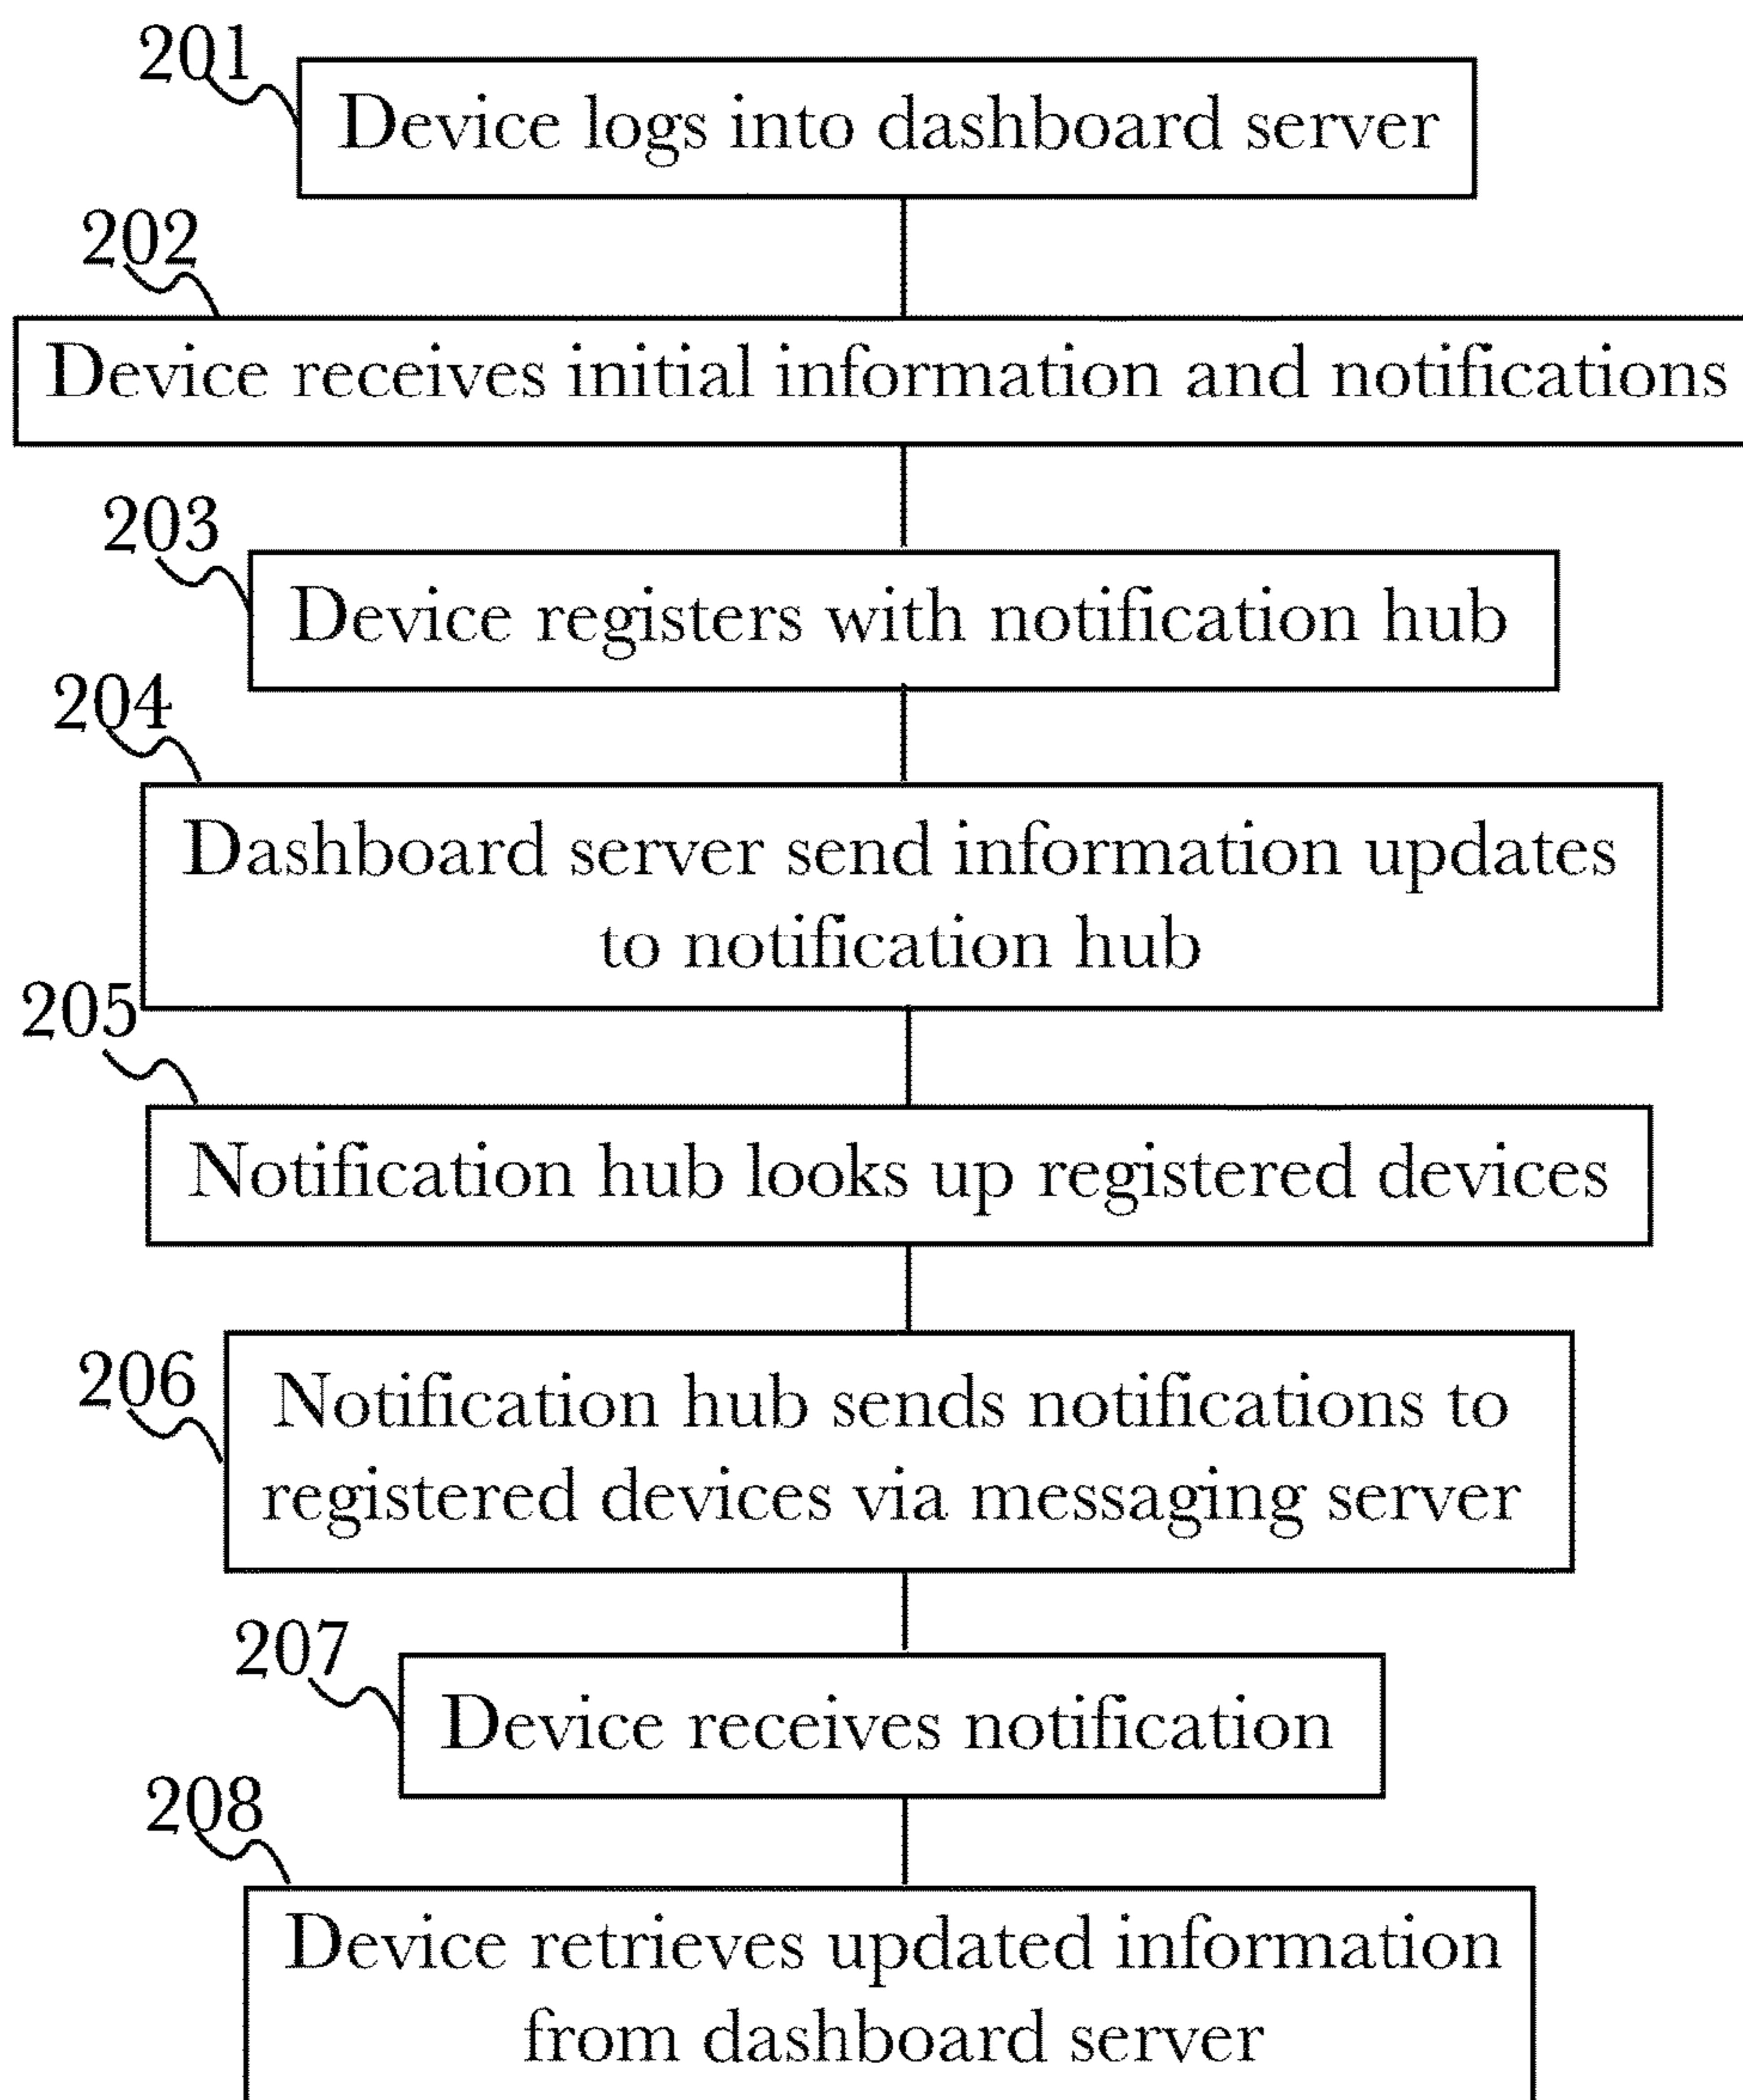 201
Device logs into dashboard server
202
Device receives initial information and notifications
203
Device registers with notification hub
204
Dashboard server send information updates
to notification hub
205
Notification hub looks up registered devices
206
Notification hub sends notifications to
registered devices via messaging server
207
Device receives notification
208
Device retrieves updated information
from dashboard server